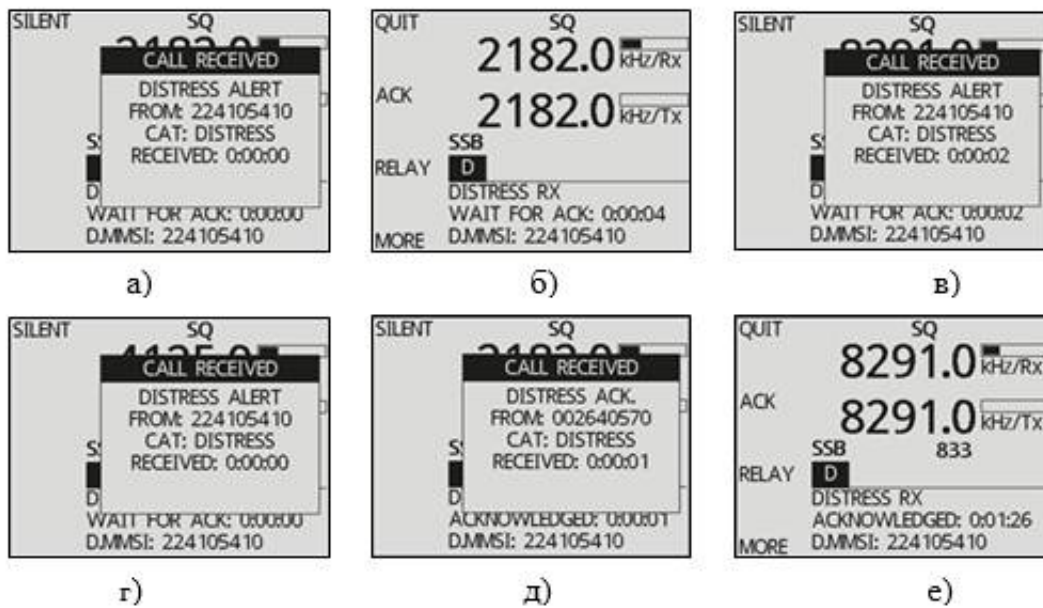 SILENT SQ
CALL RECEIVED
DISTRESS ALERT
FROM: 224105410
CAT: DISTRESS
RECEIVED: 0:00:00
WAIT FOR ACK: 0:00:00
D.MMSI: 224105410
а)
QUIT SQ
2182.0 kHz/Rx
ACK
2182.0 kHz/Tx
SSB
RELAY D
DISTRESS RX
WAIT FOR ACK: 0:00:04
MORE D.MMSI: 224105410
б)
SILENT SQ
CALL RECEIVED
DISTRESS ALERT
FROM: 224105410
CAT: DISTRESS
RECEIVED: 0:00:02
WAIT FOR ACK: 0:00:02
D.MMSI: 224105410
в)
SILENT SQ
CALL RECEIVED
DISTRESS ALERT
FROM: 224105410
CAT: DISTRESS
RECEIVED: 0:00:00
WAIT FOR ACK: 0:00:00
D.MMSI: 224105410
г)
SILENT SQ
CALL RECEIVED
DISTRESS ACK.
FROM: 002640570
CAT: DISTRESS
RECEIVED: 0:00:01
ACKNOWLEDGED: 0:00:01
D.MMSI: 224105410
д)
QUIT SQ
8291.0 kHz/Rx
ACK
8291.0 kHz/Tx
SSB 833
RELAY D
DISTRESS RX
ACKNOWLEDGED: 0:01:26
MORE D.MMSI: 224105410
е)